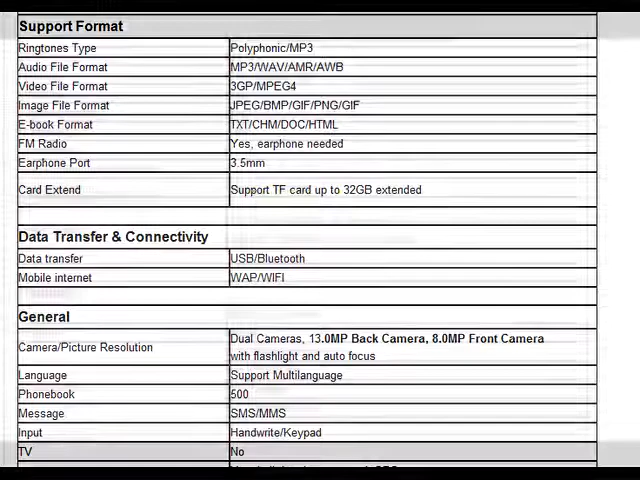 Support Format
Ringtones Type Polyphonic/MP3
Audio File Format MP3/WAV/AMR/AWB
Video File Format 3GP/MPEG4
Image File Format JPEG/BMP/GIF/PNG/GIF
E-book Format TXT/CHM/DOC/HTML
FM Radio Yes, earphone needed
Earphone Port 3.5mm
Card Extend Support TF card up to 32GB extended
Data Transfer & Connectivity
Data transfer USB/Bluetooth
Mobile internet WAP/WIFI
General
Camera/Picture Resolution Dual Cameras, 13.0MP Back Camera, 8.0MP Front Camera
with flashlight and auto focus
Language Support Multilanguage
Phonebook 500
Message SMS/MMS
Input Handwrite/Keypad
TV No